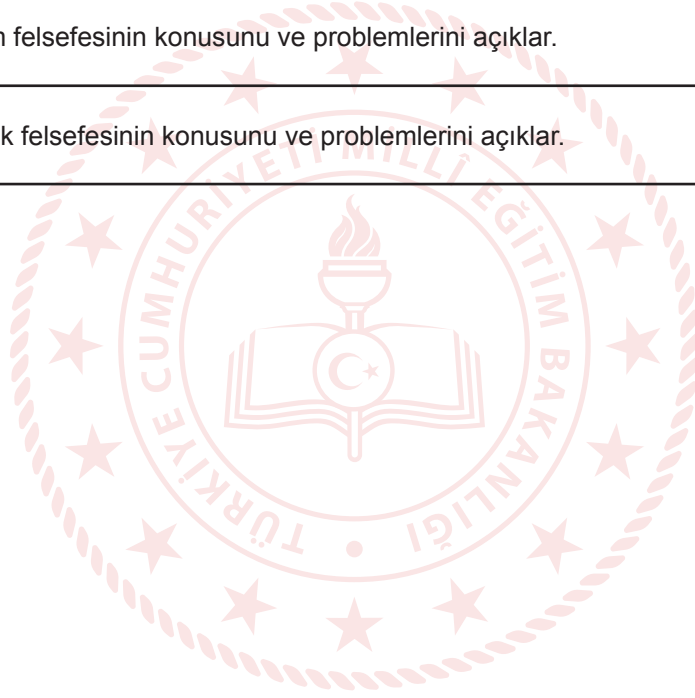 felsefesinin konusunu ve problemlerini açıklar.
felsefesinin konusunu ve problemlerini açıklar.
TÜRKİYE CUMHURİYETİ MİLLÎ EĞİTİM BAKANLIĞI